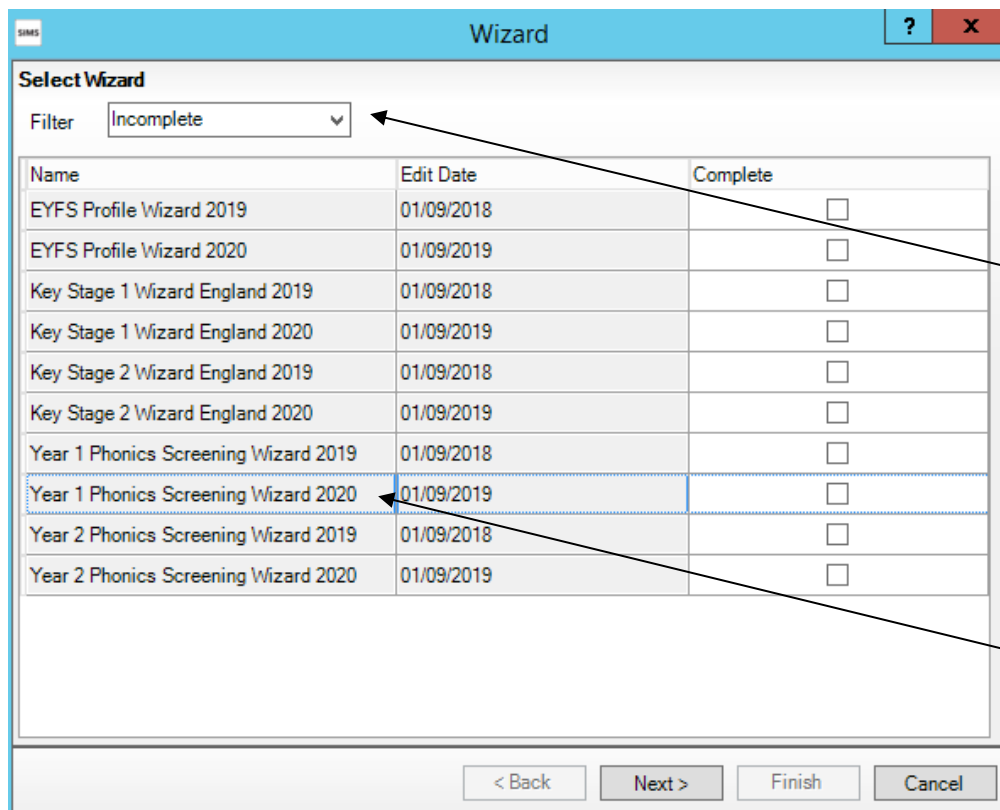 SIMS
Wizard
? x
Select Wizard
Filter Incomplete
Name Edit Date Complete
EYFS Profile Wizard 2019 01/09/2018
EYFS Profile Wizard 2020 01/09/2019
Key Stage 1 Wizard England 2019 01/09/2018
Key Stage 1 Wizard England 2020 01/09/2019
Key Stage 2 Wizard England 2019 01/09/2018
Key Stage 2 Wizard England 2020 01/09/2019
Year 1 Phonics Screening Wizard 2019 01/09/2018
Year 1 Phonics Screening Wizard 2020 01/09/2019
Year 2 Phonics Screening Wizard 2019 01/09/2018
Year 2 Phonics Screening Wizard 2020 01/09/2019
< Back Next > Finish Cancel